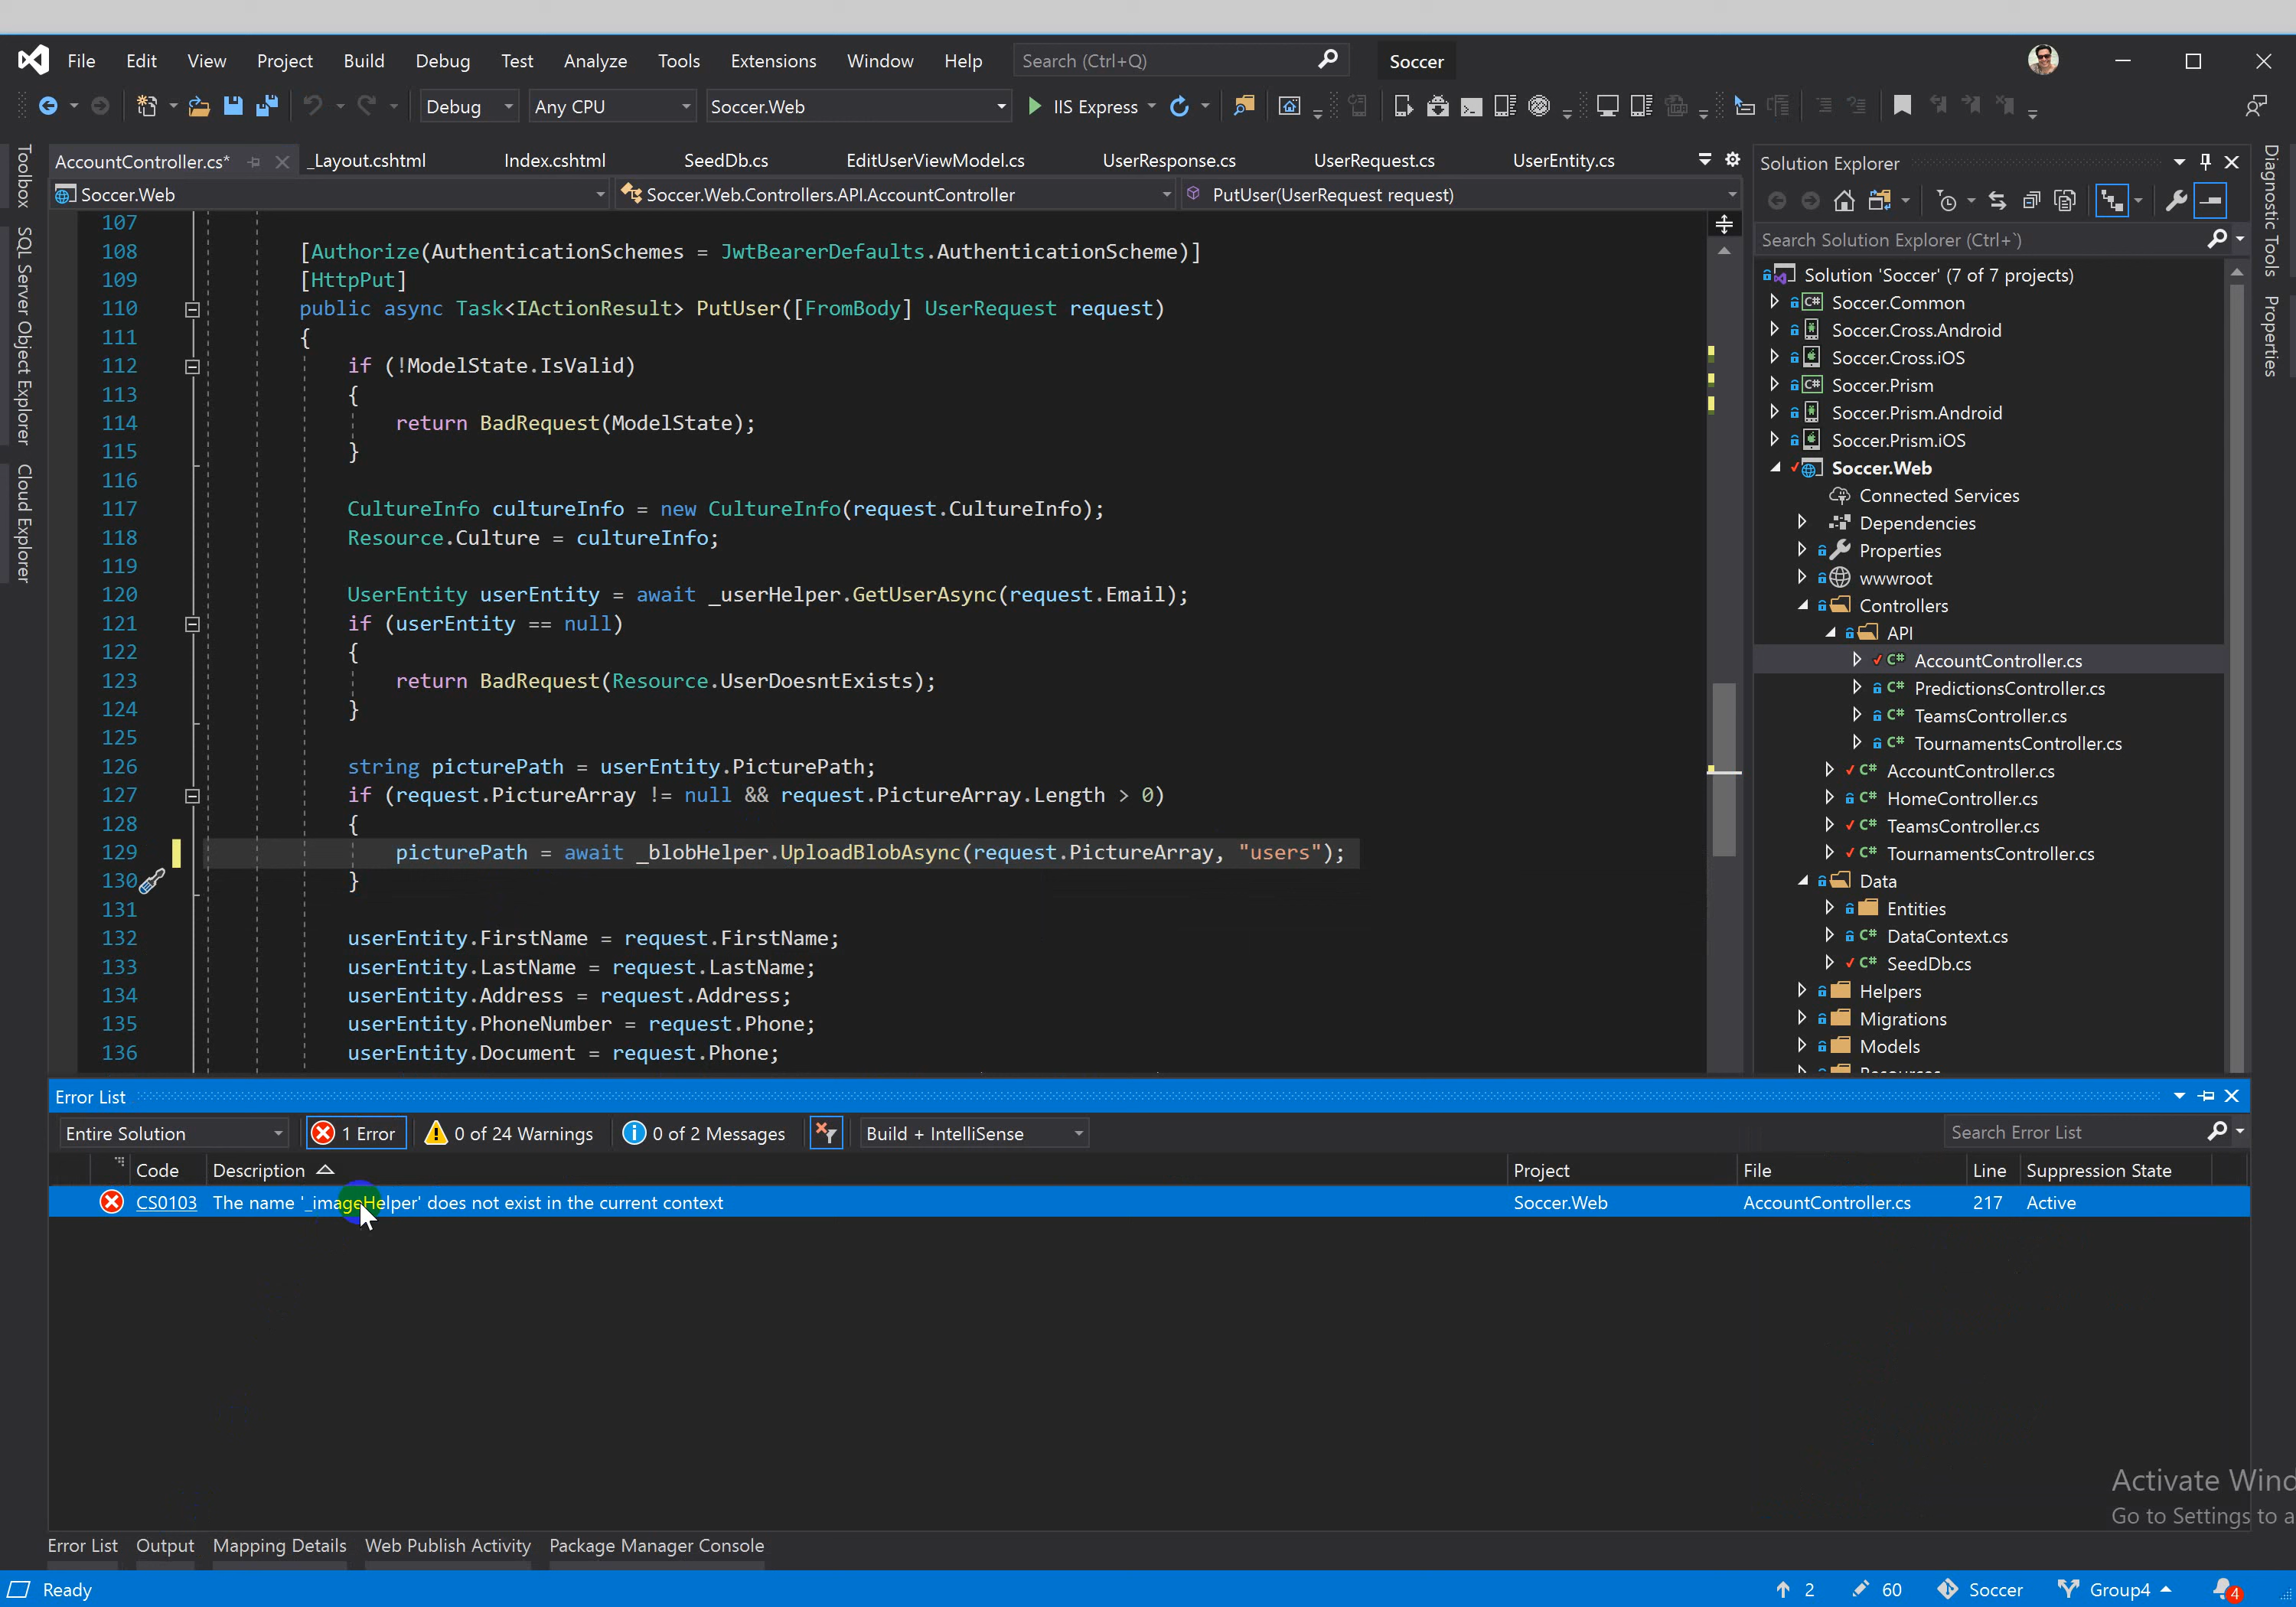 File Edit View Project Build Debug Test Analyze Tools Extensions Window Help Search (Ctrl+Q) Soccer
Debug Any CPU Soccer.Web IIS Express
Toolbox
SQL Server Object Explorer
Cloud Explorer
AccountController.cs* _Layout.cshtml Index.cshtml SeedDb.cs EditUserViewModel.cs UserResponse.cs UserRequest.cs UserEntity.cs
Soccer.Web Soccer.Web.Controllers.API.AccountController PutUser(UserRequest request)
107
108 [Authorize(AuthenticationSchemes = JwtBearerDefaults.AuthenticationScheme)]
109 [HttpPut]
110 public async Task<IActionResult> PutUser([FromBody] UserRequest request)
111 {
112 if (!ModelState.IsValid)
113 {
114 return BadRequest(ModelState);
115 }
116
117 CultureInfo cultureInfo = new CultureInfo(request.CultureInfo);
118 Resource.Culture = cultureInfo;
119
120 UserEntity userEntity = await _userHelper.GetUserAsync(request.Email);
121 if (userEntity == null)
122 {
123 return BadRequest(Resource.UserDoesntExists);
124 }
125
126 string picturePath = userEntity.PicturePath;
127 if (request.PictureArray != null && request.PictureArray.Length > 0)
128 {
129 picturePath = await _blobHelper.UploadBlobAsync(request.PictureArray, "users");
130 }
131
132 userEntity.FirstName = request.FirstName;
133 userEntity.LastName = request.LastName;
134 userEntity.Address = request.Address;
135 userEntity.PhoneNumber = request.Phone;
136 userEntity.Document = request.Phone;
Solution Explorer
Search Solution Explorer (Ctrl+`)
Solution 'Soccer' (7 of 7 projects)
C# Soccer.Common
Soccer.Cross.Android
Soccer.Cross.iOS
C# Soccer.Prism
Soccer.Prism.Android
Soccer.Prism.iOS
Soccer.Web
Connected Services
Dependencies
Properties
wwwroot
Controllers
API
C# AccountController.cs
C# PredictionsController.cs
C# TeamsController.cs
C# TournamentsController.cs
C# AccountController.cs
C# HomeController.cs
C# TeamsController.cs
C# TournamentsController.cs
Data
Entities
C# DataContext.cs
C# SeedDb.cs
Helpers
Migrations
Models
Diagnostic Tools
Properties
Error List
Entire Solution 1 Error 0 of 24 Warnings 0 of 2 Messages Build + IntelliSense Search Error List
Code Description Project File Line Suppression State
CS0103 The name '_imageHelper' does not exist in the current context Soccer.Web AccountController.cs 217 Active
Activate Wind
Go to Settings to a
Error List Output Mapping Details Web Publish Activity Package Manager Console
Ready 2 60 Soccer Group4 4